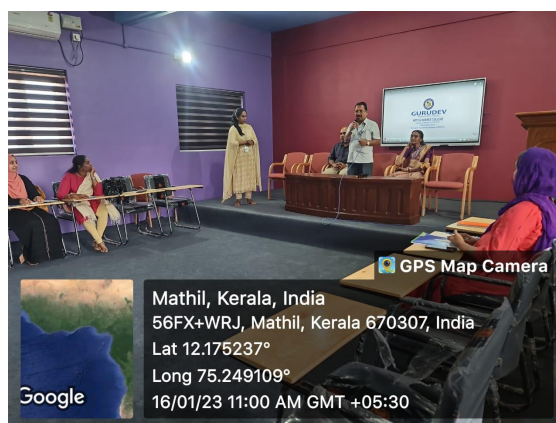 GURUDEV
GPS Map Camera
Mathil, Kerala, India
56FX+WRJ, Mathil, Kerala 670307, India
Lat 12.175237°
Long 75.249109°
16/01/23 11:00 AM GMT +05:30
Google